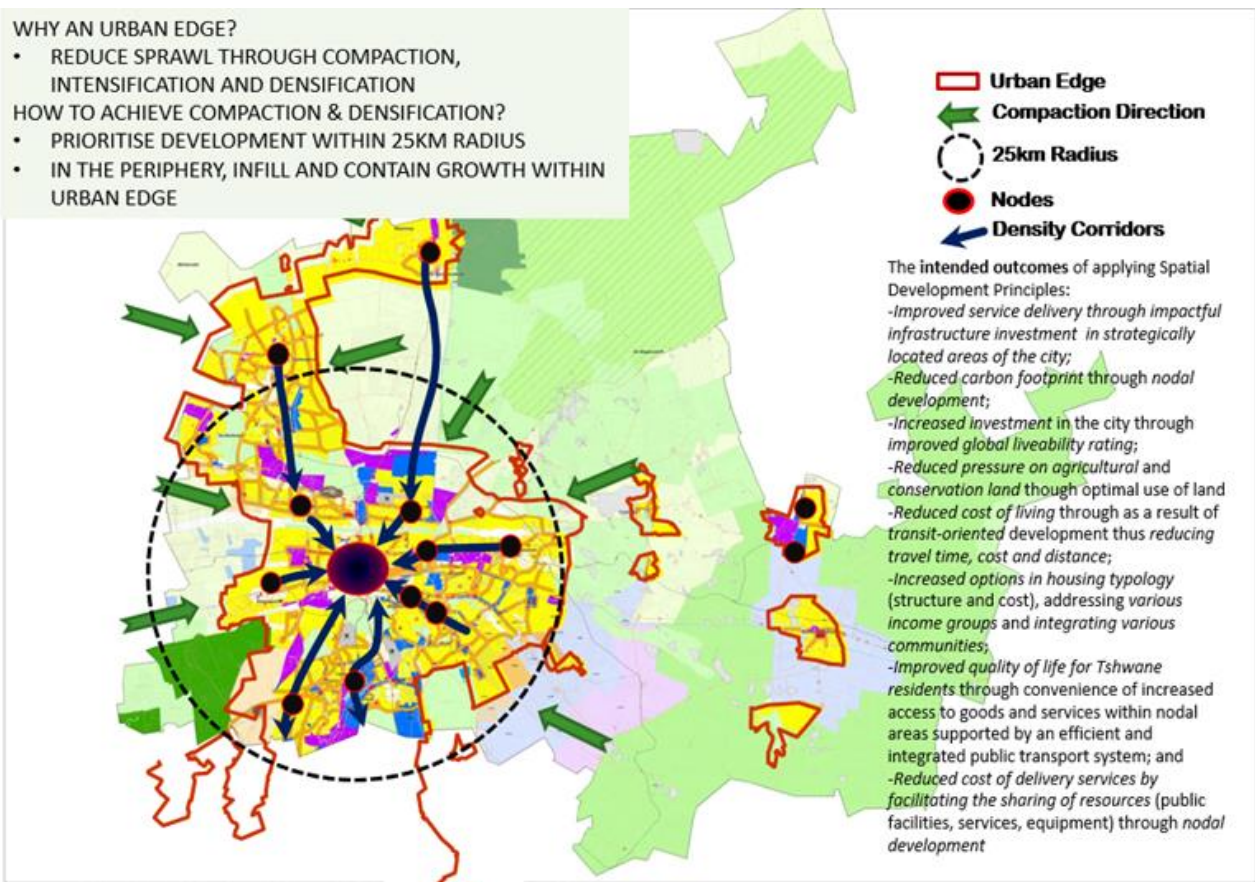 WHY AN URBAN EDGE?
• REDUCE SPRAWL THROUGH COMPACTION,
INTENSIFICATION AND DENSIFICATION
HOW TO ACHIEVE COMPACTION & DENSIFICATION?
• PRIORITISE DEVELOPMENT WITHIN 25KM RADIUS
• IN THE PERIPHERY, INFILL AND CONTAIN GROWTH WITHIN
URBAN EDGE
Urban Edge
Compaction Direction
25km Radius
Nodes
Density Corridors
The intended outcomes of applying Spatial
Development Principles:
-Improved service delivery through impactful
infrastructure investment in strategically
located areas of the city;
-Reduced carbon footprint through nodal
development;
-Increased investment in the city through
improved global liveability rating;
-Reduced pressure on agricultural and
conservation land though optimal use of land
-Reduced cost of living through as a result of
transit-oriented development thus reducing
travel time, cost and distance;
-Increased options in housing typology
(structure and cost), addressing various
income groups and integrating various
communities;
-Improved quality of life for Tshwane
residents through convenience of increased
access to goods and services within nodal
areas supported by an efficient and
integrated public transport system; and
-Reduced cost of delivery services by
facilitating the sharing of resources (public
facilities, services, equipment) through nodal
development